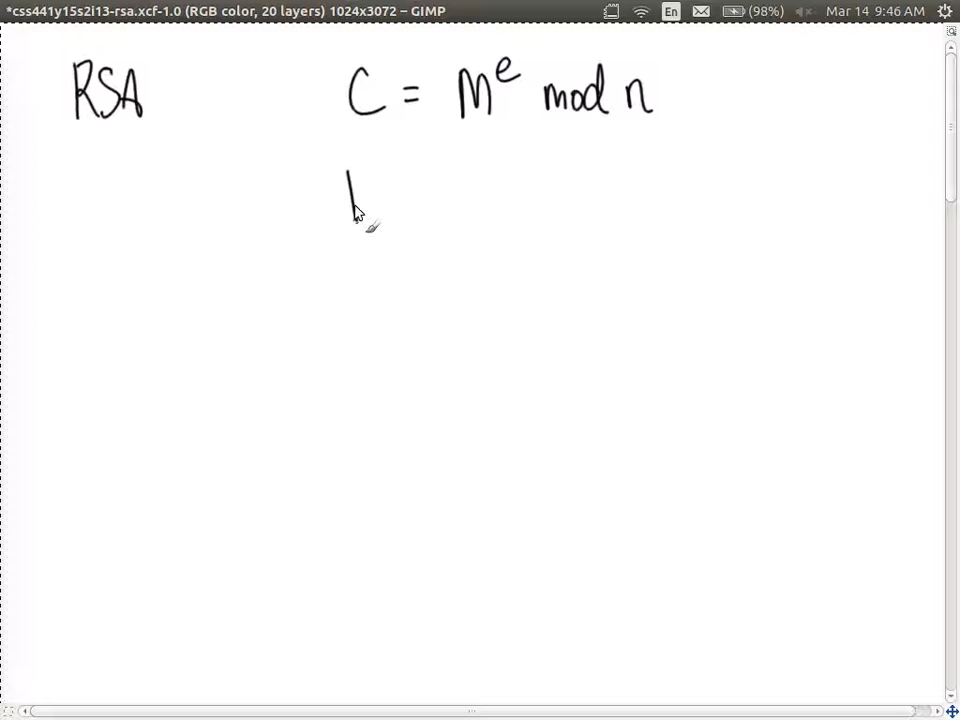 *css441y15s2i13-rsa.xcf-1.0 (RGB color, 20 layers) 1024x3072 – GIMP En (98%) Mar 14 9:46 AM
RSA C = M^e mod n